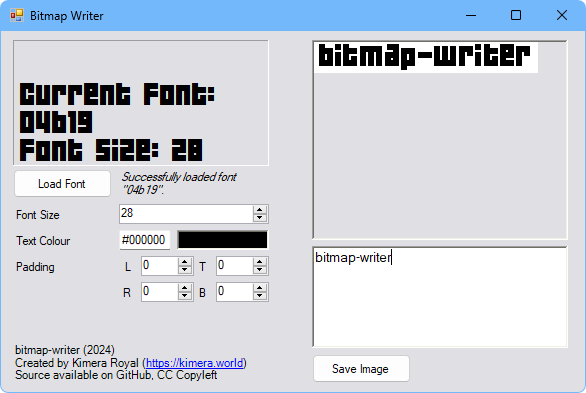 Bitmap Writer
Current Font:
04b19
Font Size: 28
Load Font
Successfully loaded font
"04b19".
Font Size
28
Text Colour
#000000
Padding
L
0
T
0
R
0
B
0
bitmap-writer (2024)
Created by Kimera Royal (https://kimera.world)
Source available on GitHub, CC Copyleft
bitmap-writer
bitmap-writer
Save Image